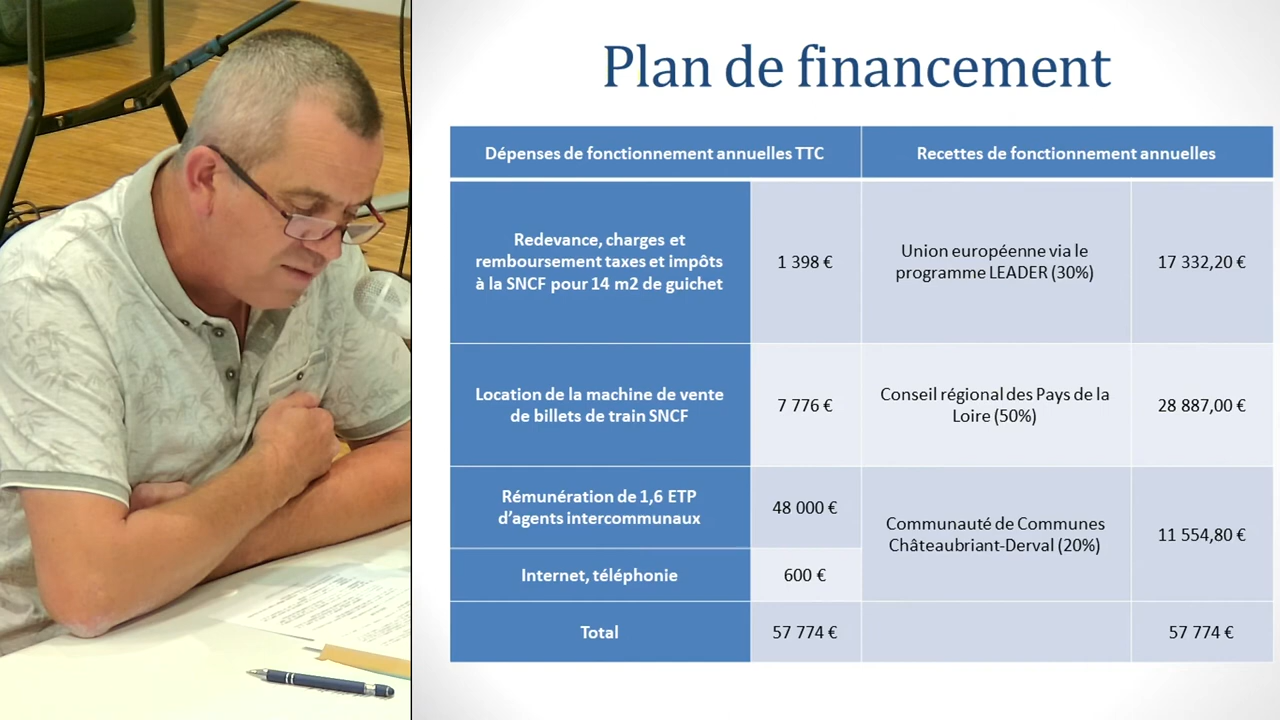 Plan de financement
Dépenses de fonctionnement annuelles TTC
Recettes de fonctionnement annuelles
Redevance, charges et
remboursement taxes et impôts
à la SNCF pour 14 m2 de guichet
1 398 €
Union européenne via le
programme LEADER (30%)
17 332,20 €
Location de la machine de vente
de billets de train SNCF
7 776 €
Conseil régional des Pays de la
Loire (50%)
28 887,00 €
Rémunération de 1,6 ETP
d’agents intercommunaux
48 000 €
Communauté de Communes
Châteaubriant-Derval (20%)
11 554,80 €
Internet, téléphonie
600 €
Total
57 774 €
57 774 €